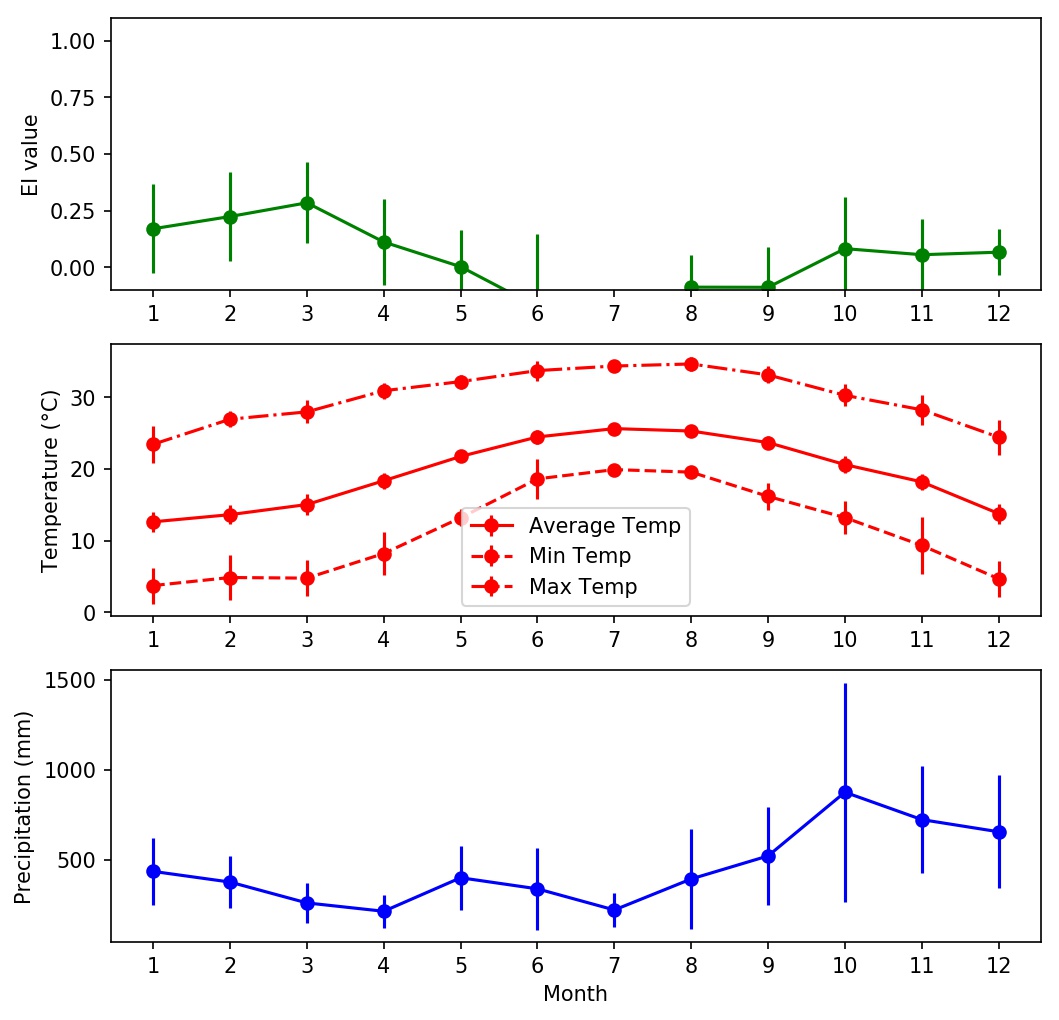 EI value
1.00
0.75
0.50
0.25
0.00
1 2 3 4 5 6 7 8 9 10 11 12
Temperature (°C)
30
20
10
0
Average Temp
Min Temp
Max Temp
1 2 3 4 5 6 7 8 9 10 11 12
Precipitation (mm)
1500
1000
500
1 2 3 4 5 6 7 8 9 10 11 12
Month